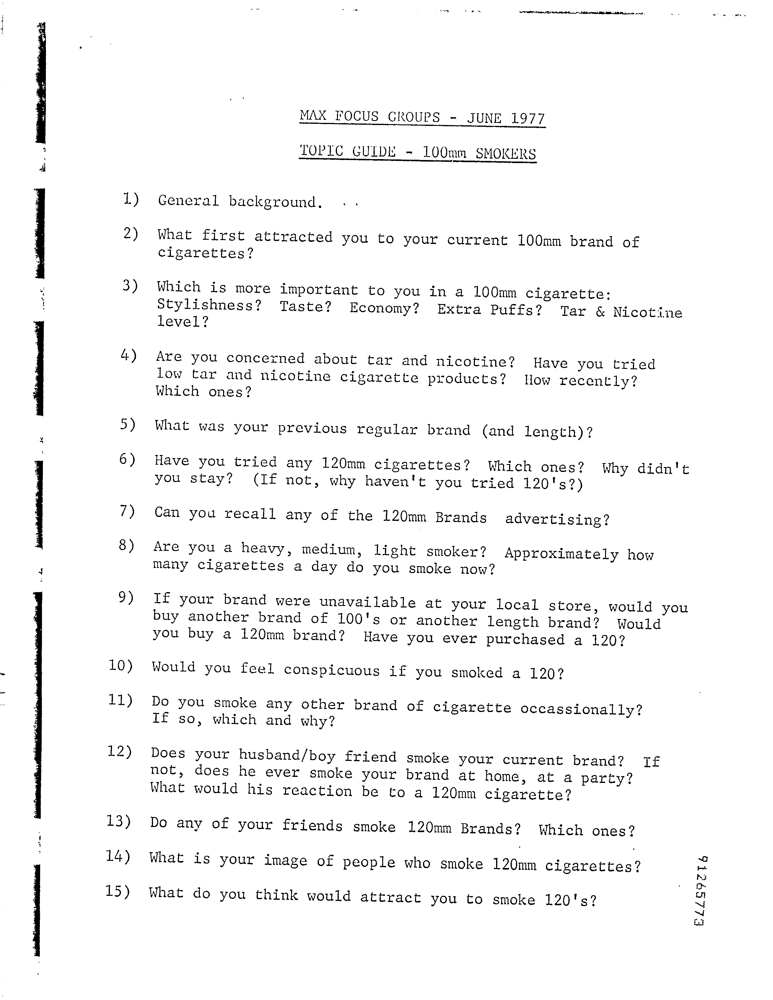 MAX FOCUS GROUPS - JUNE 1977
TOPIC GUIDE - 100mm SMOKERS
1) General background.
2) What first attracted you to your current 100mm brand of
cigarettes?
3) Which is more important to you in a 100mm cigarette:
Stylishness? Taste? Economy? Extra Puffs? Tar & Nicotine
level?
4) Are you concerned about tar and nicotine? Have you tried
low tar and nicotine cigarette products? How recently?
Which ones?
5) What was your previous regular brand (and length)?
6) Have you tried any 120mm cigarettes? Which ones? Why didn't
you stay? (If not, why haven't you tried 120's?)
7) Can you recall any of the 120mm Brands advertising?
8) Are you a heavy, medium, light smoker? Approximately how
many cigarettes a day do you smoke now?
9) If your brand were unavailable at your local store, would you
buy another brand of 100's or another length brand? Would
you buy a 120mm brand? Have you ever purchased a 120?
10) Would you feel conspicuous if you smoked a 120?
11) Do you smoke any other brand of cigarette occassionally?
If so, which and why?
12) Does your husband/boy friend smoke your current brand? If
not, does he ever smoke your brand at home, at a party?
What would his reaction be to a 120mm cigarette?
13) Do any of your friends smoke 120mm Brands? Which ones?
14) What is your image of people who smoke 120mm cigarettes?
15) What do you think would attract you to smoke 120's?
91265773